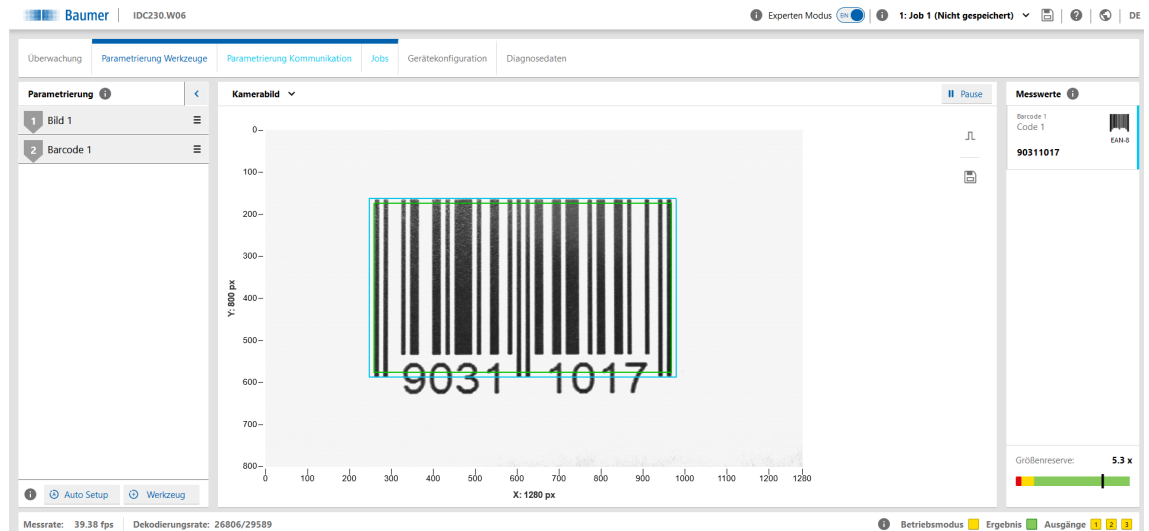 Baumer IDC230.W06 Experten Modus EN 1: Job 1 (Nicht gespeichert) DE
Überwachung Parametrierung Werkzeuge Parametrierung Kommunikation Jobs Gerätekonfiguration Diagnosedaten
Parametrierung Kamerabild Pause Messwerte
1 Bild 1
2 Barcode 1
Barcode 1
Code 1
EAN-8
90311017
0
100
200
300
400
500
600
700
800
Y: 800 px
9031 1017
0 100 200 300 400 500 600 700 800 900 1000 1100 1200 1280
X: 1280 px
Größenreserve: 5.3 x
Auto Setup Werkzeug
Messrate: 39.38 fps Dekodierungsrate: 26806/29589 Betriebsmodus Ergebnis Ausgänge 1 2 3